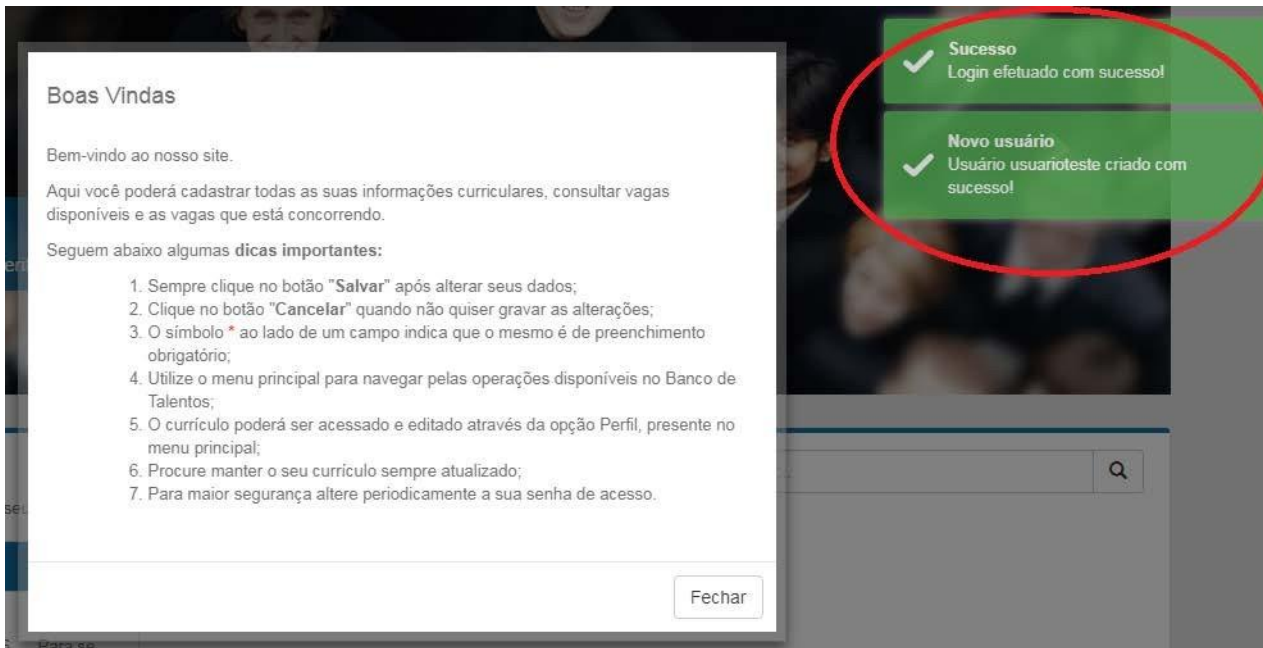 Boas Vindas
Bem-vindo ao nosso site.
Aqui você poderá cadastrar todas as suas informações curriculares, consultar vagas
disponíveis e as vagas que está concorrendo.
Seguem abaixo algumas dicas importantes:
1. Sempre clique no botão "Salvar" após alterar seus dados;
2. Clique no botão "Cancelar" quando não quiser gravar as alterações;
3. O símbolo * ao lado de um campo indica que o mesmo é de preenchimento
obrigatório;
4. Utilize o menu principal para navegar pelas operações disponíveis no Banco de
Talentos;
5. O currículo poderá ser acessado e editado através da opção Perfil, presente no
menu principal;
6. Procure manter o seu currículo sempre atualizado;
7. Para maior segurança altere periodicamente a sua senha de acesso.
Fechar
Sucesso
Login efetuado com sucesso!
Novo usuário
Usuário usuarioteste criado com
sucesso!
Para se